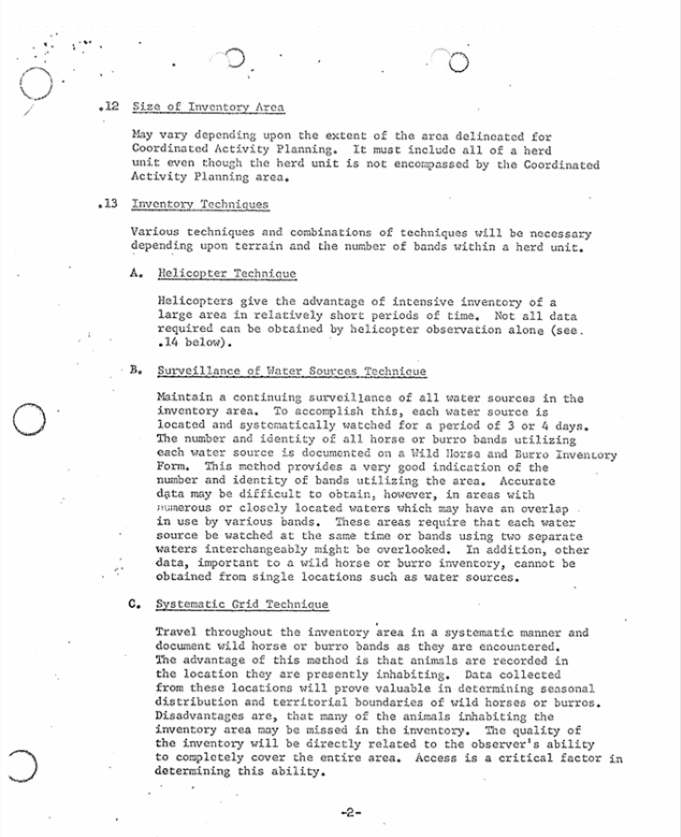 .12 Size of Inventory Area
May vary depending upon the extent of the area delineated for
Coordinated Activity Planning. It must include all of a herd
unit even though the herd unit is not encompassed by the Coordinated
Activity Planning area.
.13 Inventory Techniques
Various techniques and combinations of techniques will be necessary
depending upon terrain and the number of bands within a herd unit.
A. Helicopter Technique
Helicopters give the advantage of intensive inventory of a
large area in relatively short periods of time. Not all data
required can be obtained by helicopter observation alone (see
.14 below).
B. Surveillance of Water Sources Technique
Maintain a continuing surveillance of all water sources in the
inventory area. To accomplish this, each water source is
located and systematically watched for a period of 3 or 4 days.
The number and identity of all horse or burro bands utilizing
each water source is documented on a Wild Horse and Burro Inventory
Form. This method provides a very good indication of the
number and identity of bands utilizing the area. Accurate
data may be difficult to obtain, however, in areas with
numerous or closely located waters which may have an overlap
in use by various bands. These areas require that each water
source be watched at the same time or bands using two separate
waters interchangeably might be overlooked. In addition, other
data, important to a wild horse or burro inventory, cannot be
obtained from single locations such as water sources.
C. Systematic Grid Technique
Travel throughout the inventory area in a systematic manner and
document wild horse or burro bands as they are encountered.
The advantage of this method is that animals are recorded in
the location they are presently inhabiting. Data collected
from these locations will prove valuable in determining seasonal
distribution and territorial boundaries of wild horses or burros.
Disadvantages are, that many of the animals inhabiting the
inventory area may be missed in the inventory. The quality of
the inventory will be directly related to the observer's ability
to completely cover the entire area. Access is a critical factor in
determining this ability.
-2-